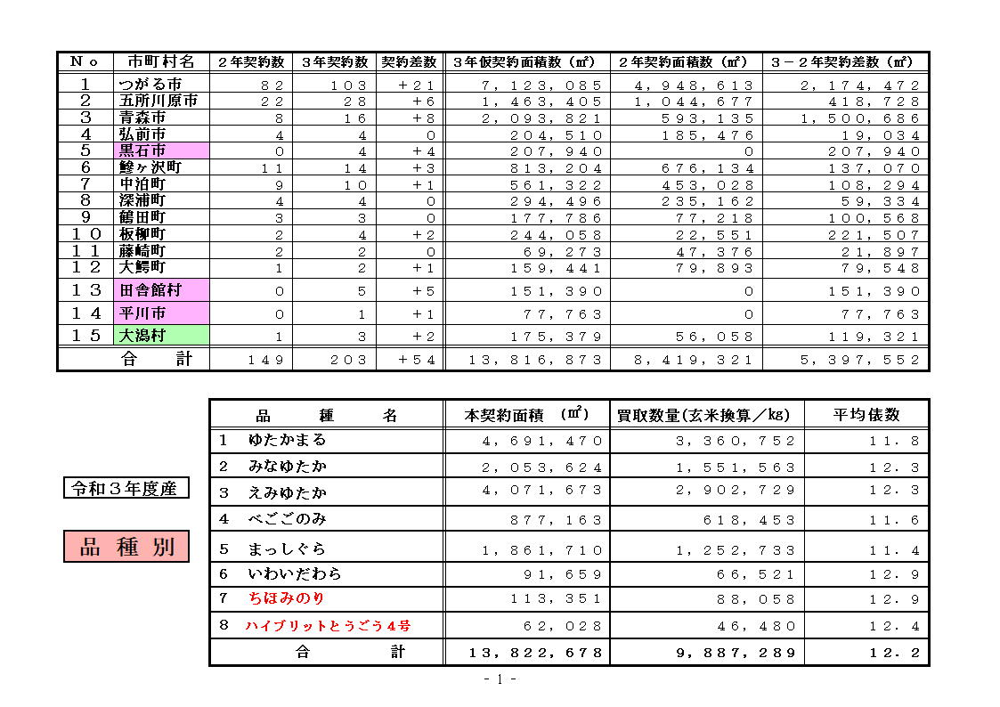 Ｎｏ 市町村名 ２年契約数 ３年契約数 契約差数 ３年仮契約面積数（㎡） ２年契約面積数（㎡） ３－２年契約差数（㎡）
１ つがる市 ８２ １０３ ＋２１ ７，１２３，０８５ ４，９４８，６１３ ２，１７４，４７２
２ 五所川原市 ２２ ２８ ＋６ １，４６３，４０５ １，０４４，６７７ ４１８，７２８
３ 青森市 ８ １６ ＋８ ２，０９３，８２１ ５９３，１３５ １，５００，６８６
４ 弘前市 ４ ４ ０ ２０４，５１０ １８５，４７６ １９，０３４
５ 黒石市 ０ ４ ＋４ ２０７，９４０ ０ ２０７，９４０
６ 鰺ヶ沢町 １１ １４ ＋３ ８１３，２０４ ６７６，１３４ １３７，０７０
７ 中泊町 ９ １０ ＋１ ５６１，３２２ ４５３，０２８ １０８，２９４
８ 深浦町 ４ ４ ０ ２９４，４９６ ２３５，１６２ ５９，３３４
９ 鶴田町 ３ ３ ０ １７７，７８６ ７７，２１８ １００，５６８
１０ 板柳町 ２ ４ ＋２ ２４４，０５８ ２２，５５１ ２２１，５０７
１１ 藤崎町 ２ ２ ０ ６９，２７３ ４７，３７６ ２１，８９７
１２ 大鰐町 １ ２ ＋１ １５９，４４１ ７９，８９３ ７９，５４８
１３ 田舎館村 ０ ５ ＋５ １５１，３９０ ０ １５１，３９０
１４ 平川市 ０ １ ＋１ ７７，７６３ ０ ７７，７６３
１５ 大潟村 １ ３ ＋２ １７５，３７９ ５６，０５８ １１９，３２１
合　計 １４９ ２０３ ＋５４ １３，８１６，８７３ ８，４１９，３２１ ５，３９７，５５２
品　種　名 本契約面積　(㎡) 買取数量(玄米換算／㎏) 平均俵数
１ ゆたかまる ４，６９１，４７０ ３，３６０，７５２ １１．８
２ みなゆたか ２，０５３，６２４ １，５５１，５６３ １２．３
令和３年度産
３ えみゆたか ４，０７１，６７３ ２，９０２，７２９ １２．３
４ べごごのみ ８７７，１６３ ６１８，４５３ １１．６
品 種 別
５ まっしぐら １，８６１，７１０ １，２５２，７３３ １１．４
６ いわいだわら ９１，６５９ ６６，５２１ １２．９
７ ちほみのり １１３，３５１ ８８，０５８ １２．９
８ ハイブリットとうごう４号 ６２，０２８ ４６，４８０ １２．４
合　計 １３，８２２，６７８ ９，８８７，２８９ １２．２
- 1 -